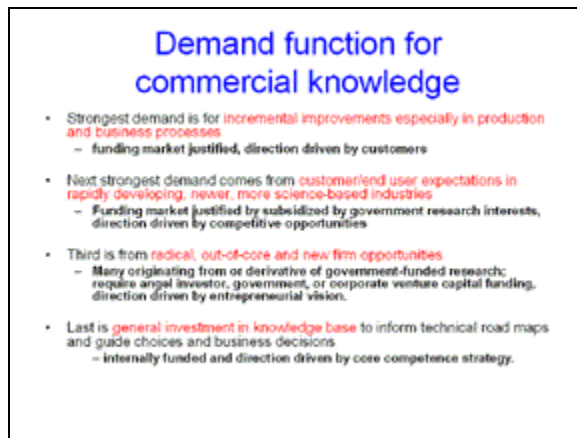 Demand function for
commercial knowledge
• Strongest demand is for incremental improvements especially in production
and business processes
– funding market justified, direction driven by customers
• Next strongest demand comes from customer/end user expectations in
rapidly developing, newer, more science-based industries
– Funding market justified by subsidized by government research interests,
direction driven by competitive opportunities
• Third is from radical, out-of-core and new firm opportunities
– Many originating from or derivative of government-funded research;
require angel investor, government, or corporate venture capital funding,
direction driven by entrepreneurial vision.
• Last is general investment in knowledge base to inform technical road maps
and guide choices and business decisions
– internally funded and direction driven by core competence strategy.